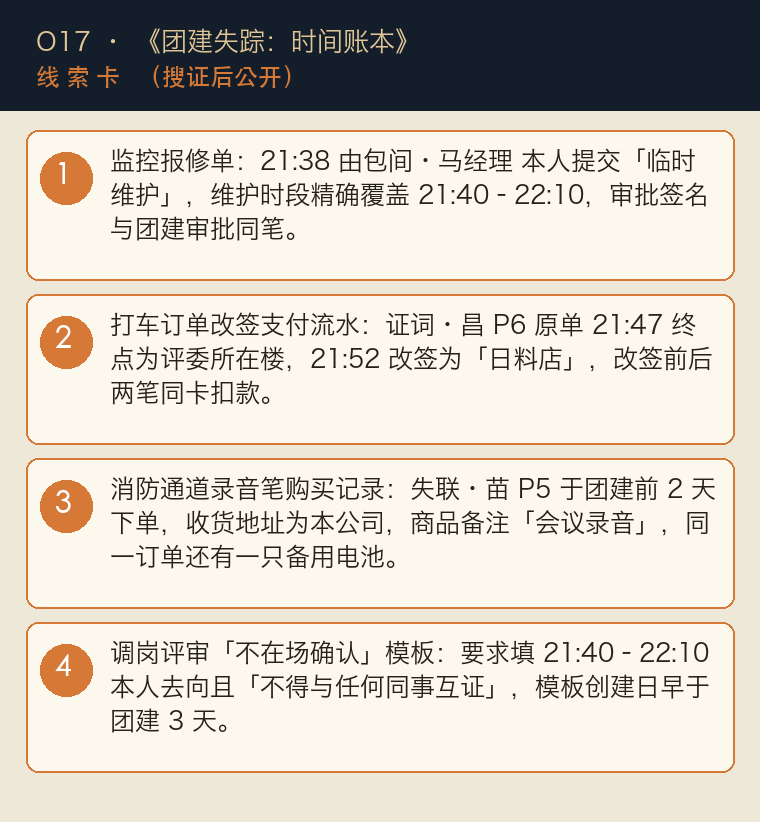 O17 · 《团建失踪：时间账本》
线索卡 （搜证后公开）
1
监控报修单：21:38 由包间·马经理 本人提交「临时
维护」，维护时段精确覆盖 21:40 - 22:10，审批签名
与团建审批同笔。
2
打车订单改签支付流水：证词·昌 P6 原单 21:47 终
点为评委所在楼，21:52 改签为「日料店」，改签前后
两笔同卡扣款。
3
消防通道录音笔购买记录：失联·苗 P5 于团建前 2 天
下单，收货地址为本公司，商品备注「会议录音」，同
一订单还有一只备用电池。
4
调岗评审「不在场确认」模板：要求填 21:40 - 22:10
本人去向且「不得与任何同事互证」，模板创建日早于
团建 3 天。